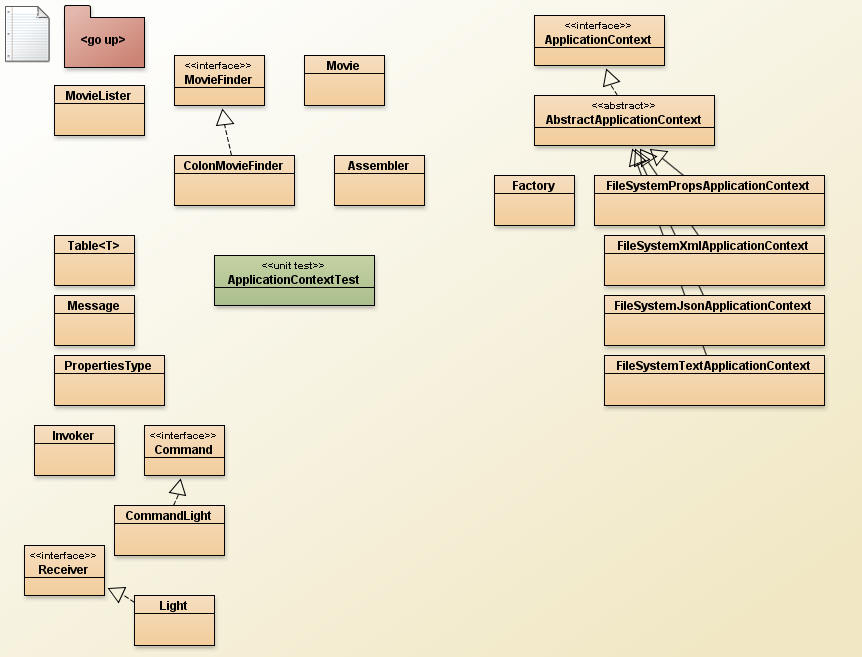 <go up>
<<interface>>
MovieFinder
Movie
<<interface>>
ApplicationContext
MovieLister
<<abstract>>
AbstractApplicationContext
ColonMovieFinder
Assembler
Factory
FileSystemPropsApplicationContext
Table<T>
<<unit test>>
ApplicationContextTest
FileSystemXmlApplicationContext
Message
FileSystemJsonApplicationContext
PropertiesType
FileSystemTextApplicationContext
Invoker
<<interface>>
Command
CommandLight
<<interface>>
Receiver
Light